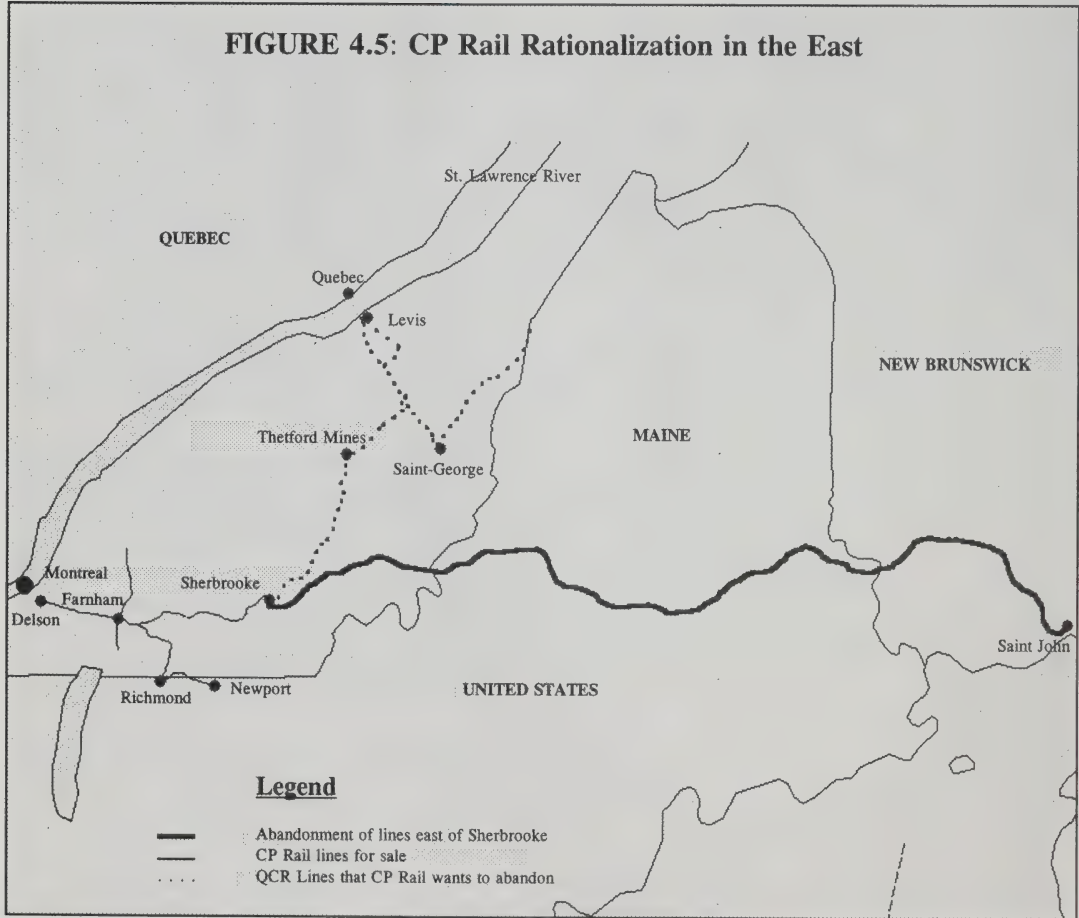 FIGURE 4.5: CP Rail Rationalization in the East
St. Lawrence River
QUEBEC
Quebec
Levis
NEW BRUNSWICK
MAINE
Thetford Mines
Saint-George
Montreal
Sherbrooke
Farnham
Delson
Saint John
Richmond
Newport
UNITED STATES
Legend
Abandonment of lines east of Sherbrooke
CP Rail lines for sale
QCR Lines that CP Rail wants to abandon